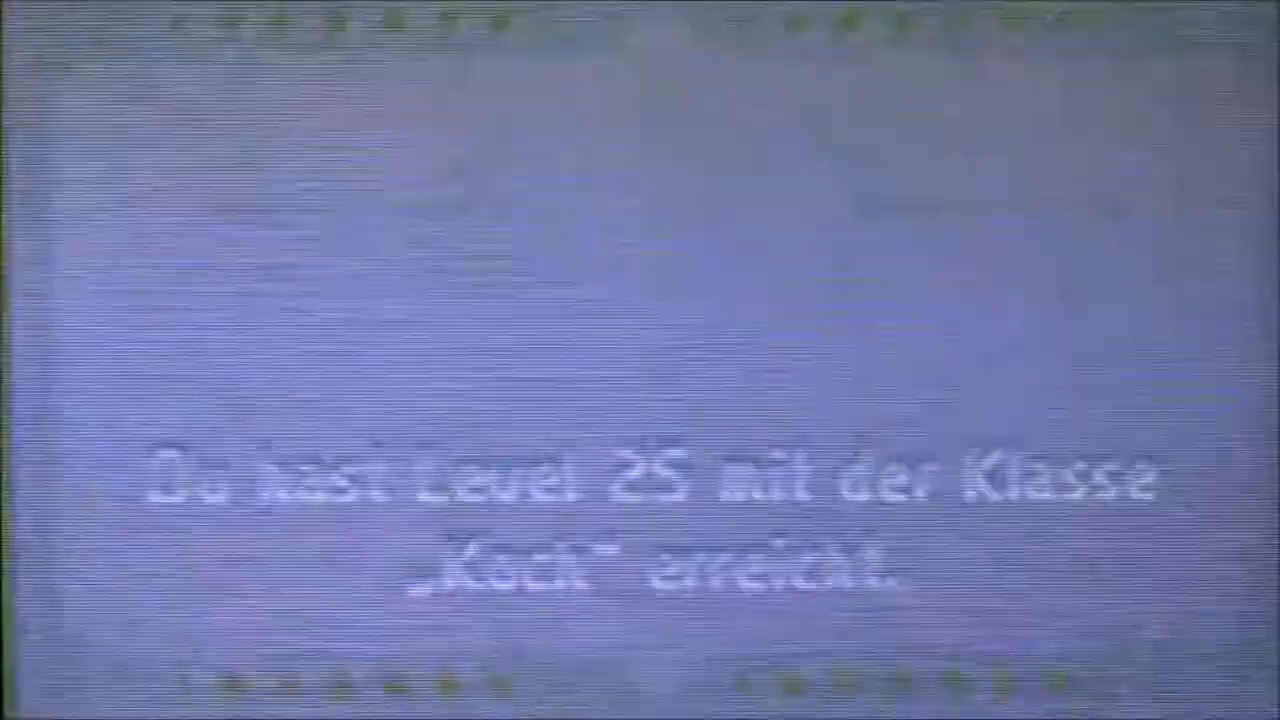 Du hast Level 25 mit der Klasse
„Koch“ erreicht.